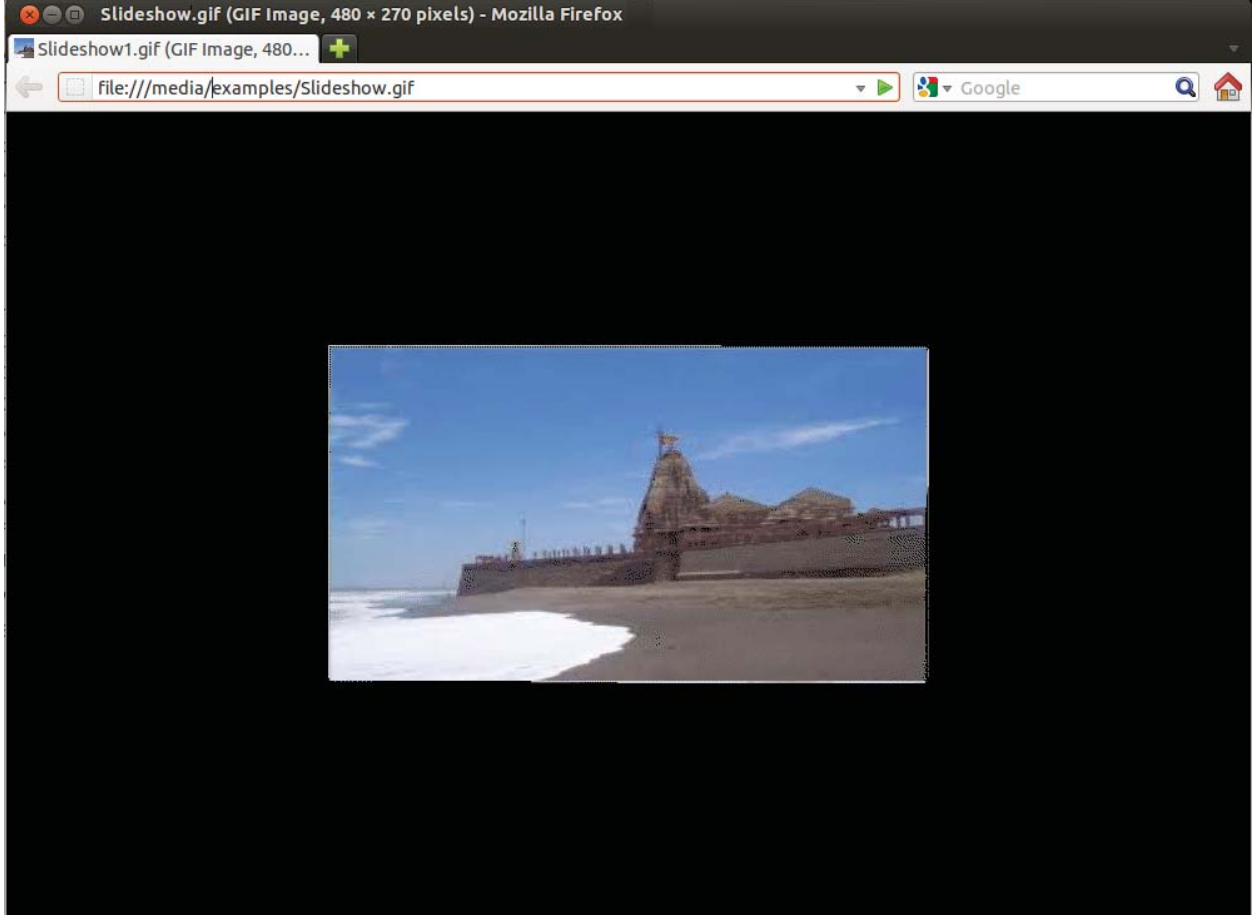 Slideshow.gif (GIF Image, 480 × 270 pixels) - Mozilla Firefox
Slideshow1.gif (GIF Image, 480...
file:///media/examples/Slideshow.gif
Google